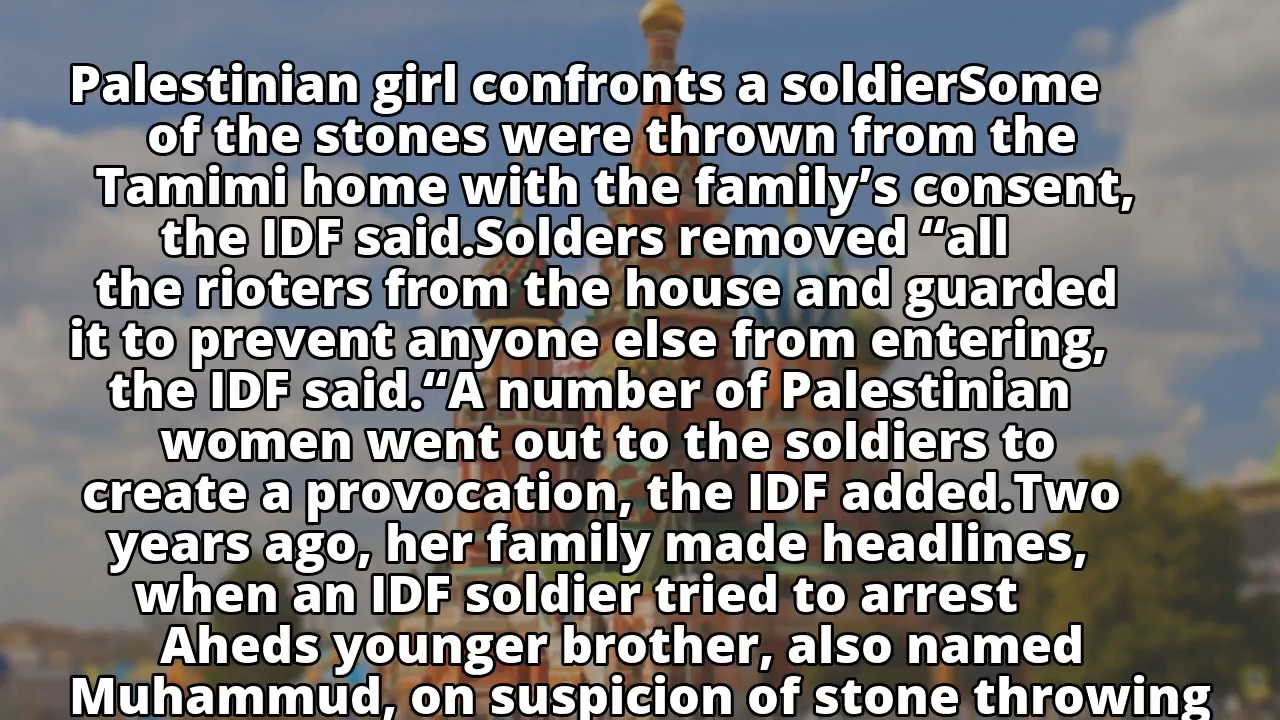 Palestinian girl confronts a soldierSome
of the stones were thrown from the
Tamimi home with the family’s consent,
the IDF said.Solders removed “all
the rioters from the house and guarded
it to prevent anyone else from entering,
the IDF said.“A number of Palestinian
women went out to the soldiers to
create a provocation, the IDF added.Two
years ago, her family made headlines,
when an IDF soldier tried to arrest
Aheds younger brother, also named
Muhammud, on suspicion of stone throwing